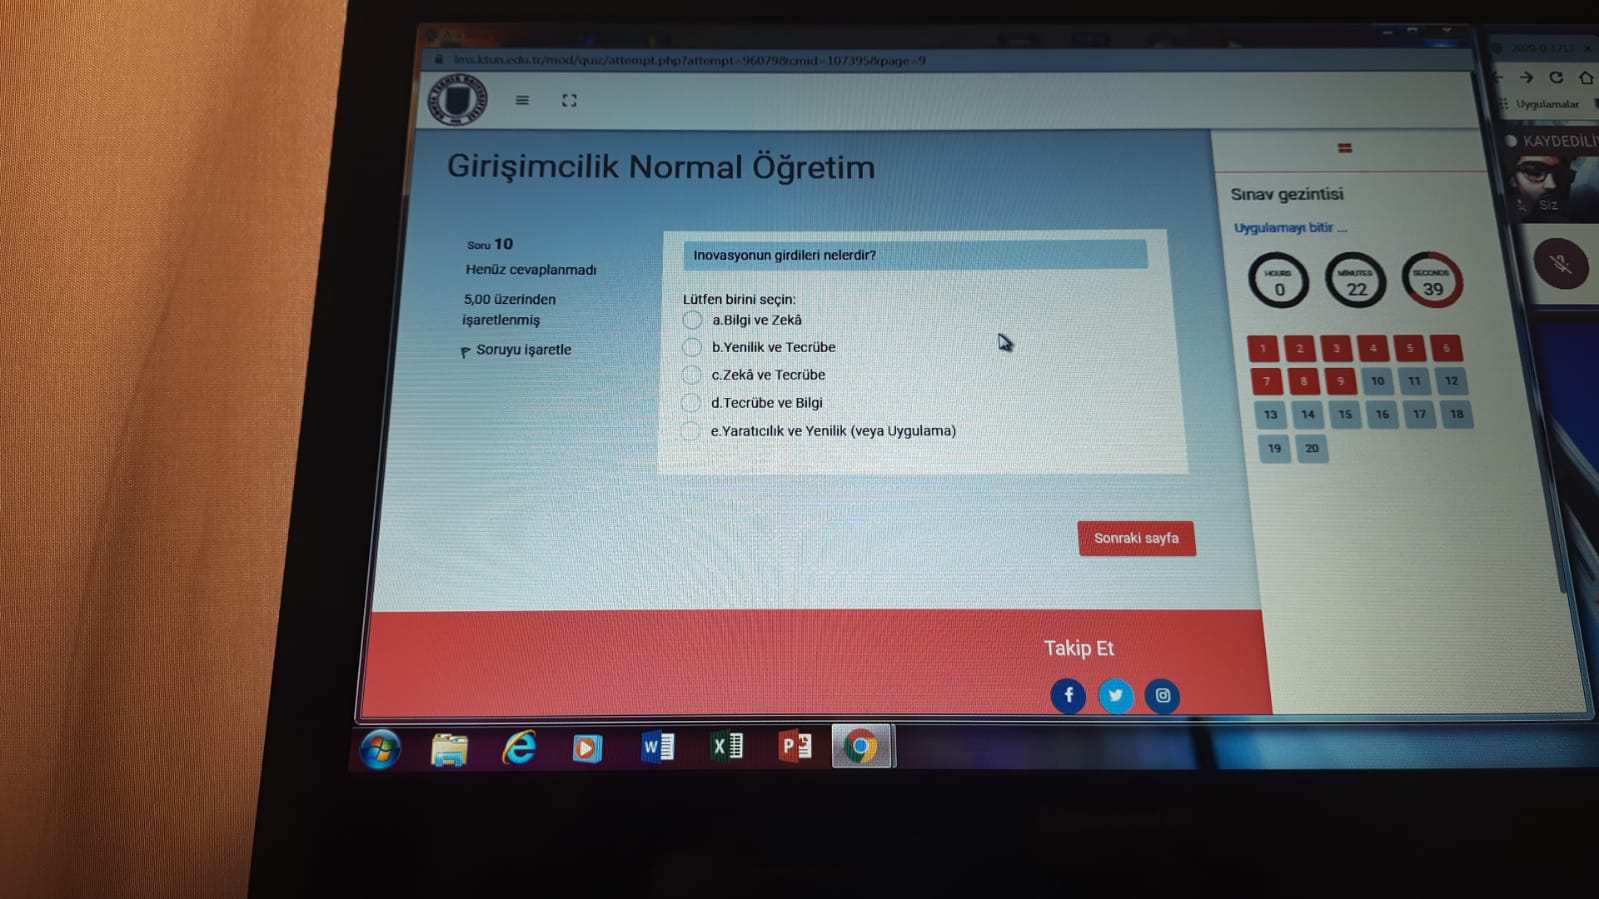 lms.ktun.edu.tr/mod/quiz/attempt.php?attempt=96079&cmid=107395&page=9
Girişimcilik Normal Öğretim
Soru 10
Henüz cevaplanmadı
5,00 üzerinden
işaretlenmiş
Soruyu işaretle
Inovasyonun girdileri nelerdir?
Lütfen birini seçin:
a.Bilgi ve Zekâ
b.Yenilik ve Tecrübe
c.Zekâ ve Tecrübe
d.Tecrübe ve Bilgi
e.Yaratıcılık ve Yenilik (veya Uygulama)
Sonraki sayfa
Takip Et
Sınav gezintisi
Uygulamayı bitir ...
HOURS MINUTES SECONDS
0 22 39
1 2 3 4 5 6
7 8 9 10 11 12
13 14 15 16 17 18
19 20
Uygulamalar
Siz